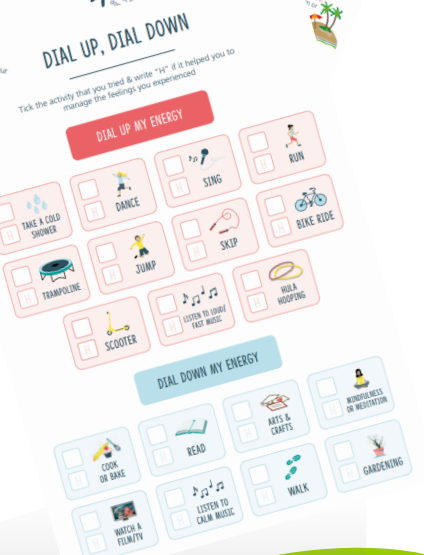 DIAL UP, DIAL DOWN
Tick the activity that you tried & write "H" if it helped you to
manage the feelings you experienced
DIAL UP MY ENERGY
H
TAKE A COLD
SHOWER
H
DANCE
H
SING
H
RUN
H
TRAMPOLINE
H
JUMP
H
SKIP
H
BIKE RIDE
H
SCOOTER
H
LISTEN TO LOUD/
FAST MUSIC
H
HULA
HOOPING
DIAL DOWN MY ENERGY
H
COOK
OR BAKE
H
READ
H
ARTS &
CRAFTS
H
MINDFULNESS
OR MEDITATION
H
WATCH A
FILM/TV
H
LISTEN TO
CALM MUSIC
H
WALK
H
GARDENING